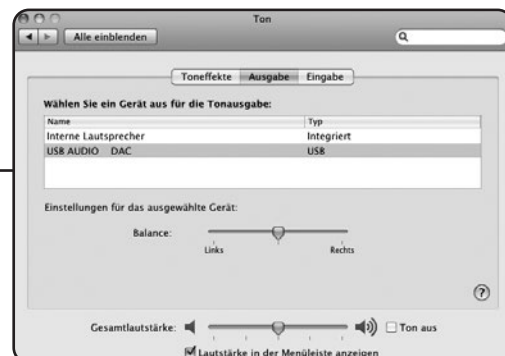 Ton
Alle einblenden
Toneffekte Ausgabe Eingabe
Wählen Sie ein Gerät aus für die Tonausgabe:
Name Typ
Interne Lautsprecher Integriert
USB AUDIO DAC USB
Einstellungen für das ausgewählte Gerät:
Balance:
Links Rechts
?
Gesamtlautstärke: Ton aus
Lautstärke in der Menüleiste anzeigen